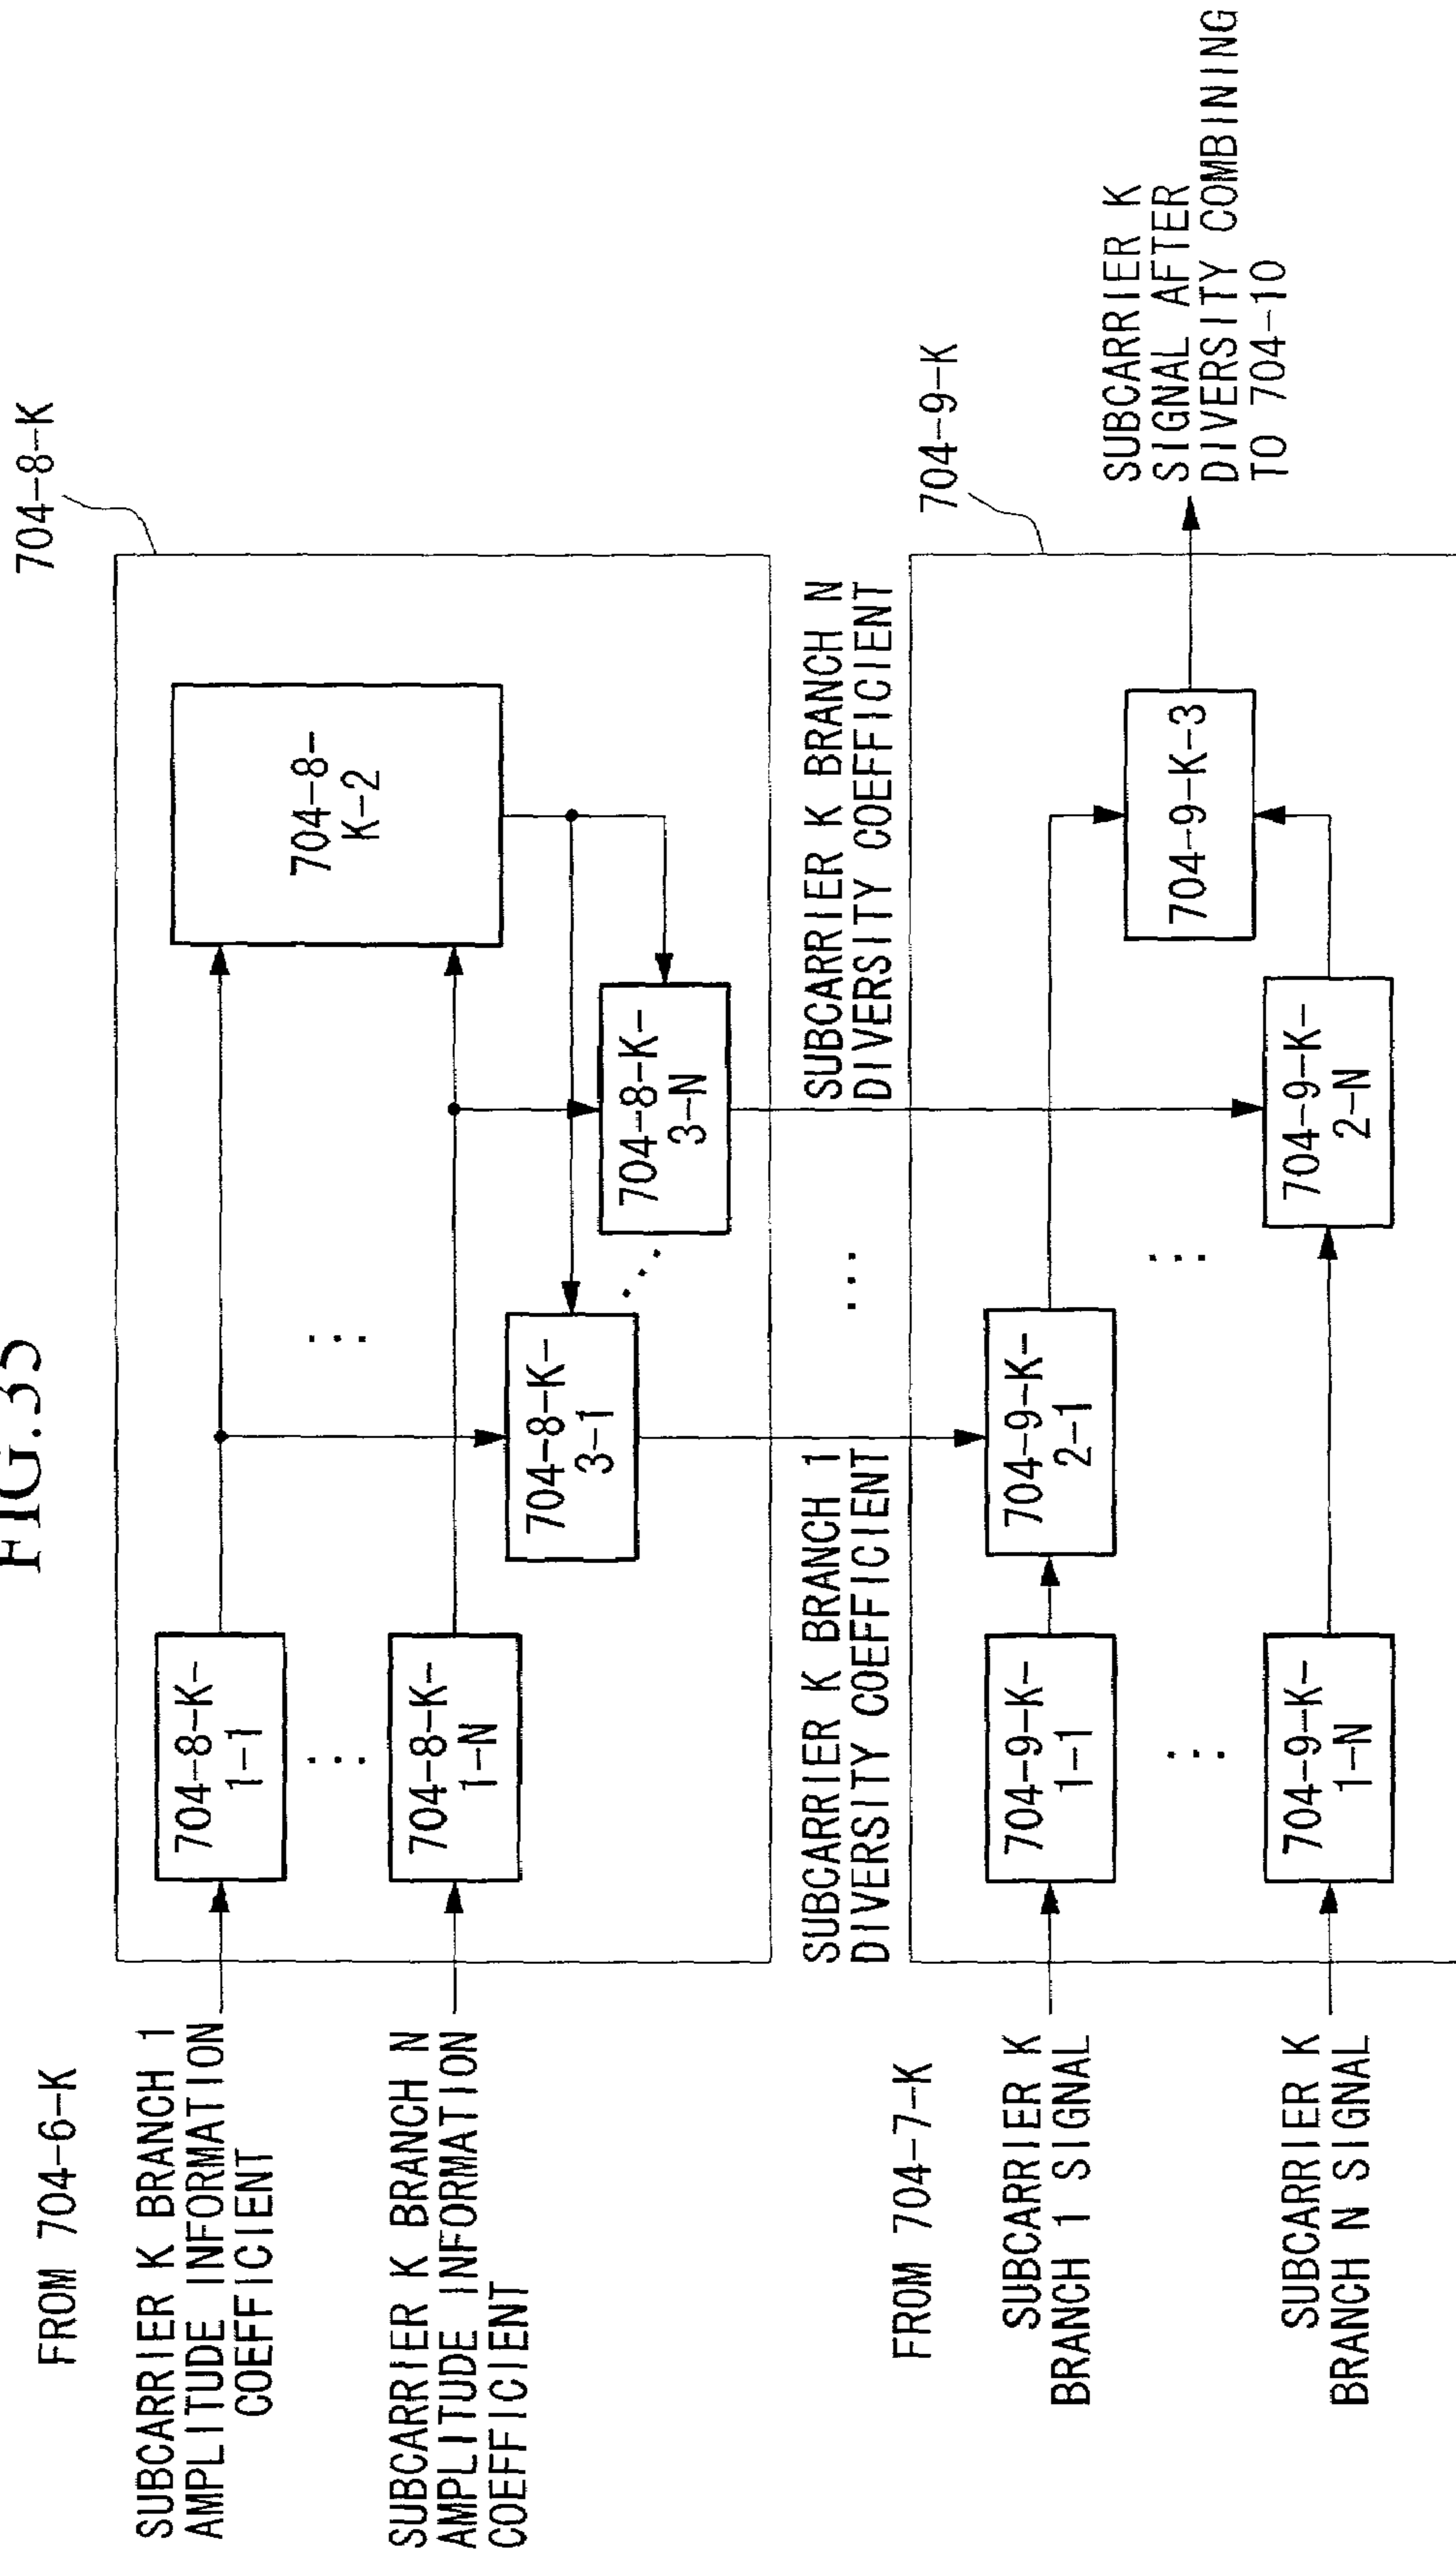 FIG.35
FROM 704-6-K
SUBCARRIER K BRANCH 1
AMPLITUDE INFORMATION
COEFFICIENT
SUBCARRIER K BRANCH N
AMPLITUDE INFORMATION
COEFFICIENT
704-8-K
704-8-K-
1-1
...
704-8-K-
1-N
...
704-8-
K-2
704-8-K-
3-1
...
704-8-K-
3-N
SUBCARRIER K BRANCH 1
DIVERSITY COEFFICIENT
...
SUBCARRIER K BRANCH N
DIVERSITY COEFFICIENT
FROM 704-7-K
SUBCARRIER K
BRANCH 1 SIGNAL
SUBCARRIER K
BRANCH N SIGNAL
704-9-K
704-9-K-
1-1
...
704-9-K-
1-N
704-9-K-
2-1
...
704-9-K-
2-N
704-9-K-3
SUBCARRIER K
SIGNAL AFTER
DIVERSITY COMBINING
TO 704-10